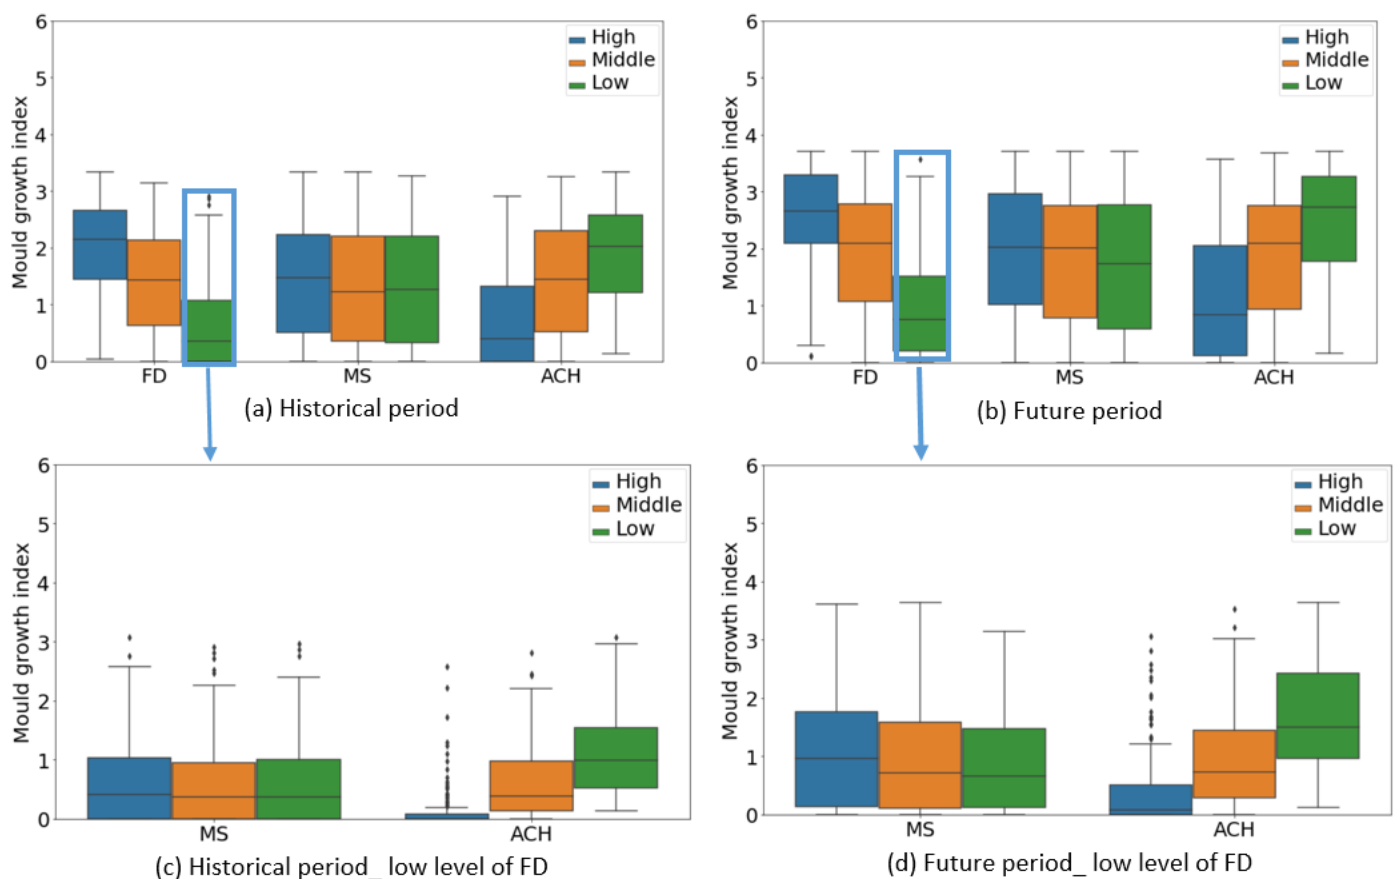 6
5
4
3
2
1
0
Mould growth index
High
Middle
Low
FD
MS
ACH
(a) Historical period
6
5
4
3
2
1
0
Mould growth index
High
Middle
Low
FD
MS
ACH
(b) Future period
6
5
4
3
2
1
0
Mould growth index
High
Middle
Low
MS
ACH
(c) Historical period_ low level of FD
6
5
4
3
2
1
0
Mould growth index
High
Middle
Low
MS
ACH
(d) Future period_ low level of FD